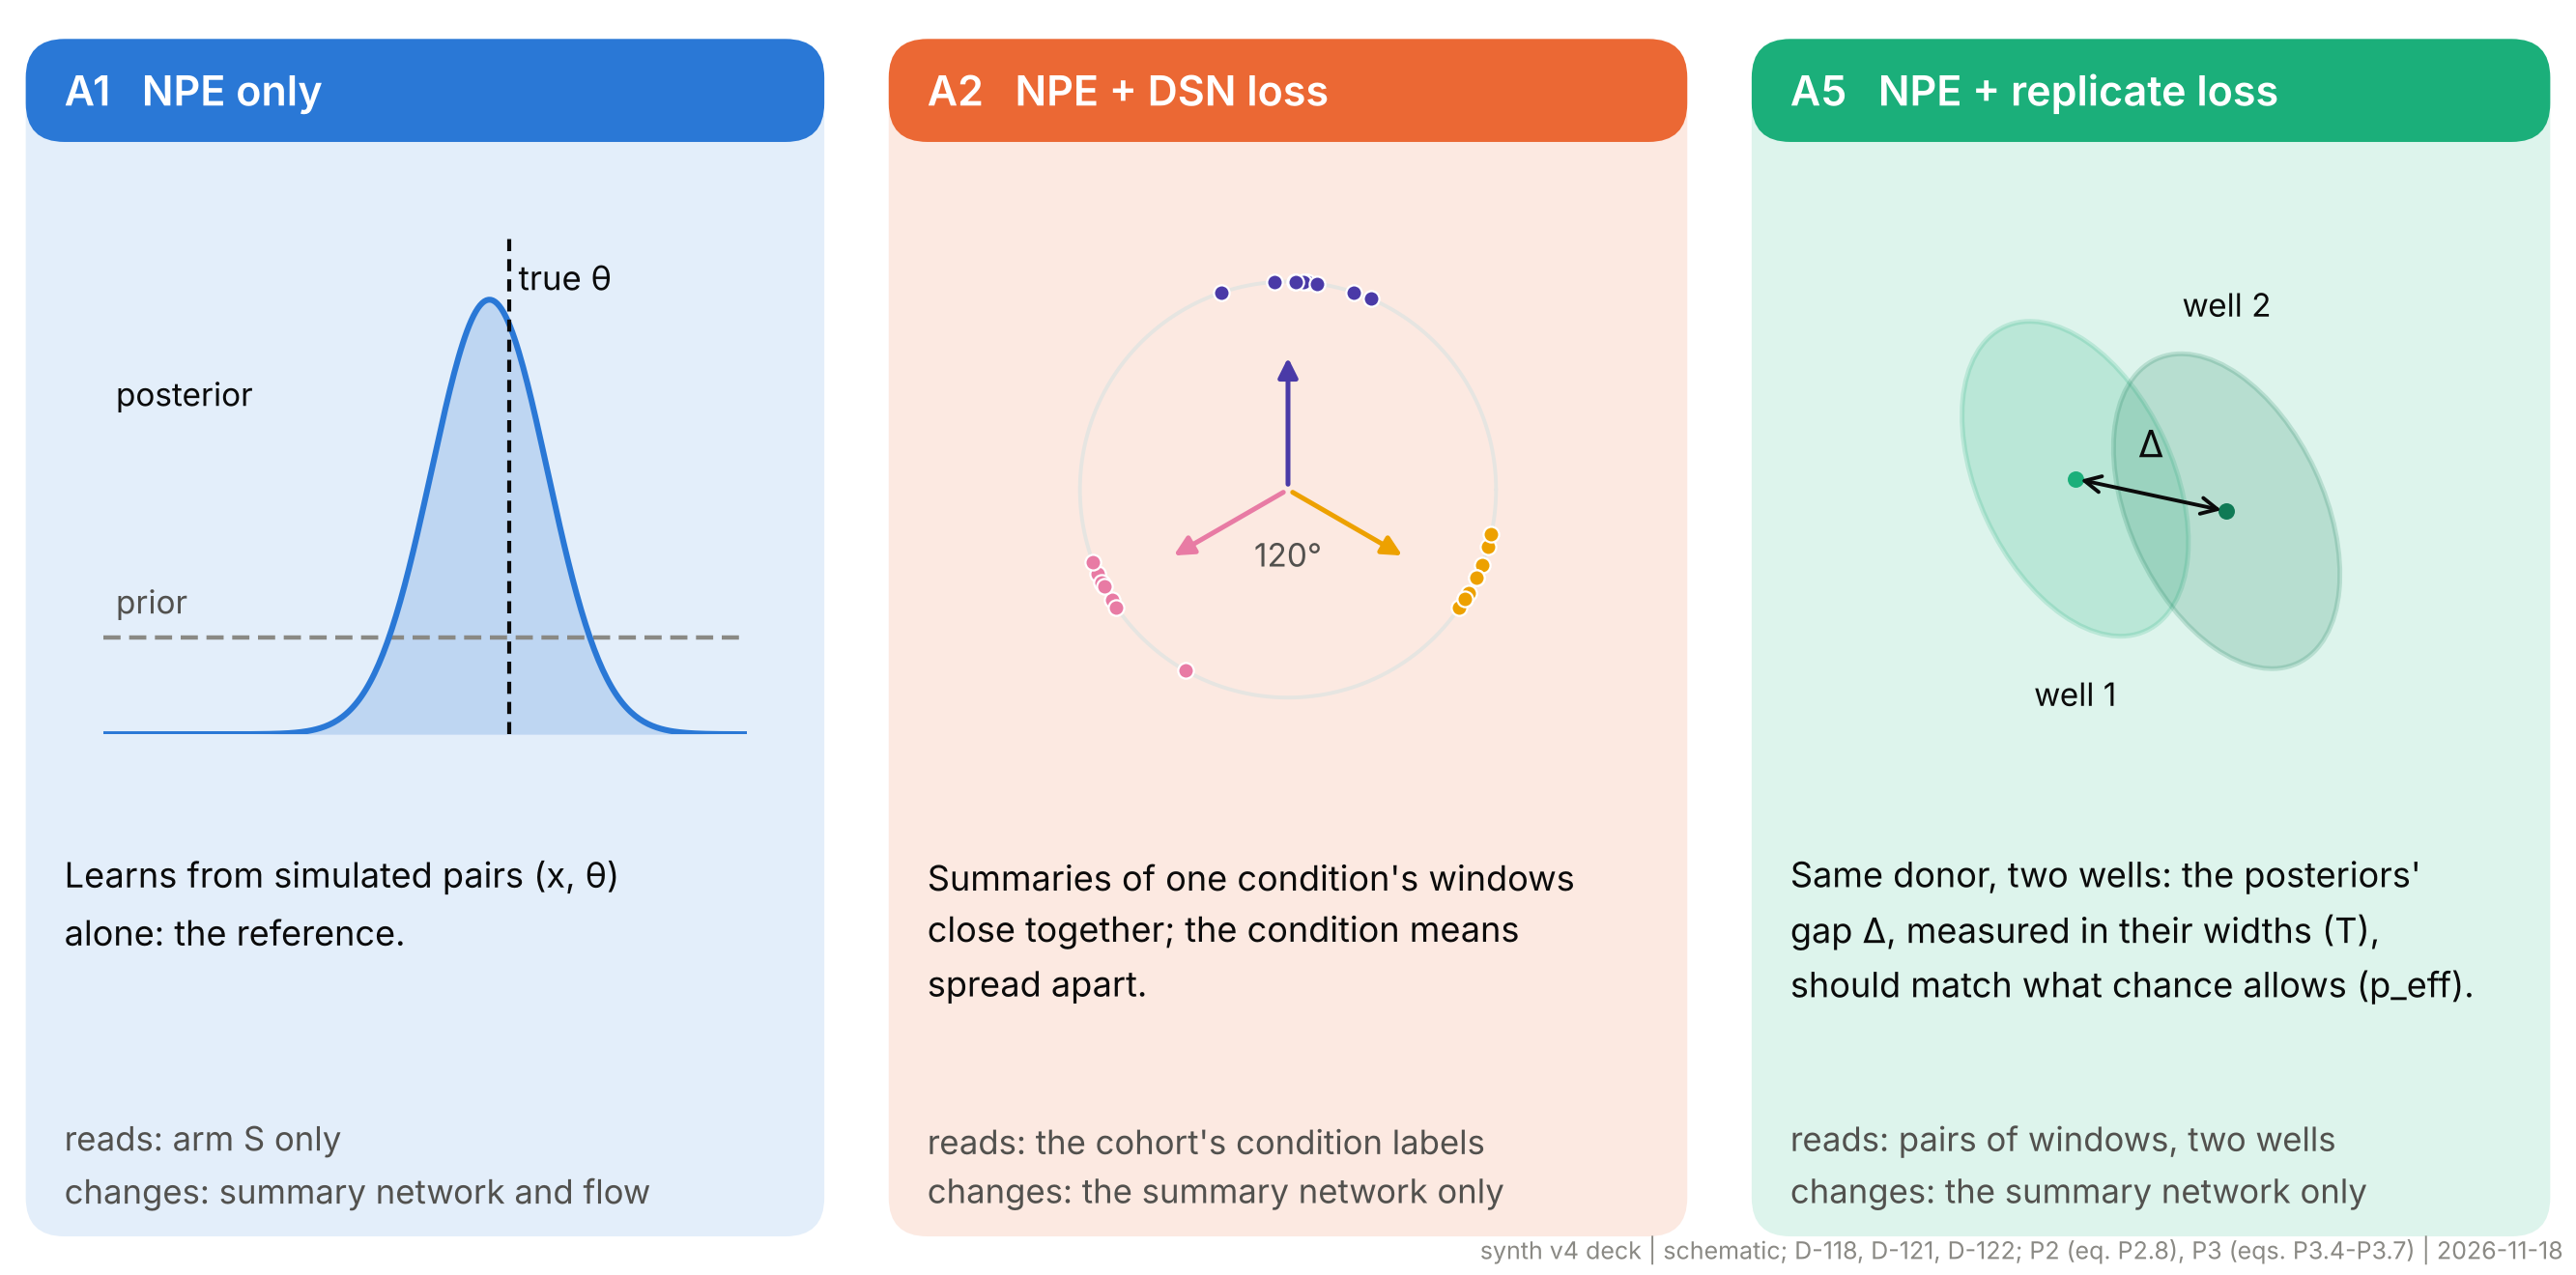 A1 NPE only
true θ
posterior
prior
Learns from simulated pairs (x, θ)
alone: the reference.
reads: arm S only
changes: summary network and flow
A2 NPE + DSN loss
120°
Summaries of one condition's windows
close together; the condition means
spread apart.
reads: the cohort's condition labels
changes: the summary network only
A5 NPE + replicate loss
well 2
Δ
well 1
Same donor, two wells: the posteriors'
gap Δ, measured in their widths (T),
should match what chance allows (p_eff).
reads: pairs of windows, two wells
changes: the summary network only
synth v4 deck | schematic; D-118, D-121, D-122; P2 (eq. P2.8), P3 (eqs. P3.4-P3.7) | 2026-11-18